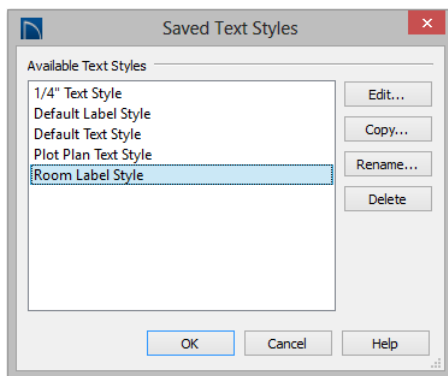 Saved Text Styles
Available Text Styles
1/4" Text Style
Default Label Style
Default Text Style
Plot Plan Text Style
Room Label Style
Edit...
Copy...
Rename...
Delete
OK
Cancel
Help